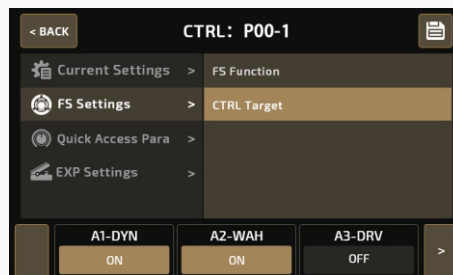 < BACK
CTRL: P00-1
Current Settings >
FS Function
FS Settings >
CTRL Target
Quick Access Para >
EXP Settings >
A1-DYN
A2-WAH
A3-DRV
ON
ON
OFF
>